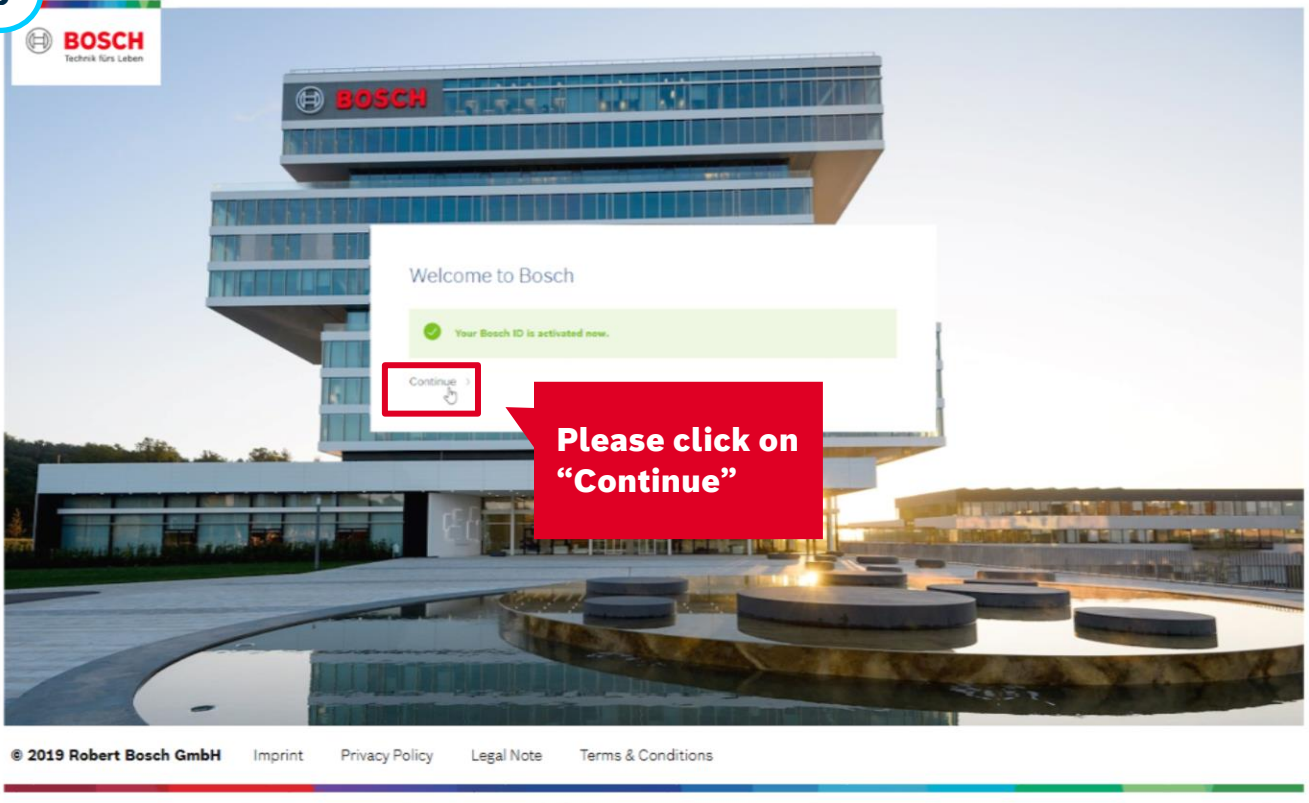 BOSCH
Technik fürs Leben
BOSCH
Welcome to Bosch
Your Bosch ID is activated now.
Continue
Please click on
“Continue”
© 2019 Robert Bosch GmbH Imprint Privacy Policy Legal Note Terms & Conditions